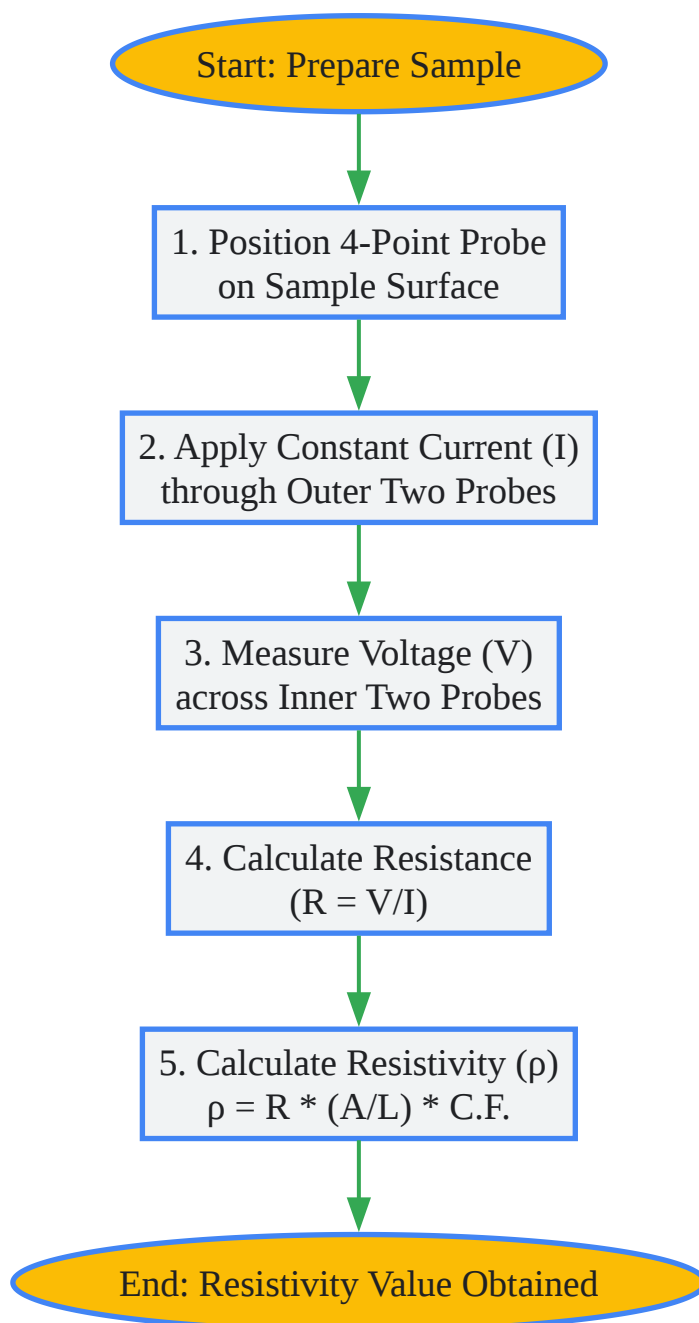 Start: Prepare Sample
1. Position 4-Point Probe
on Sample Surface
2. Apply Constant Current (I)
through Outer Two Probes
3. Measure Voltage (V)
across Inner Two Probes
4. Calculate Resistance
(R = V/I)
5. Calculate Resistivity (ρ)
ρ = R * (A/L) * C.F.
End: Resistivity Value Obtained